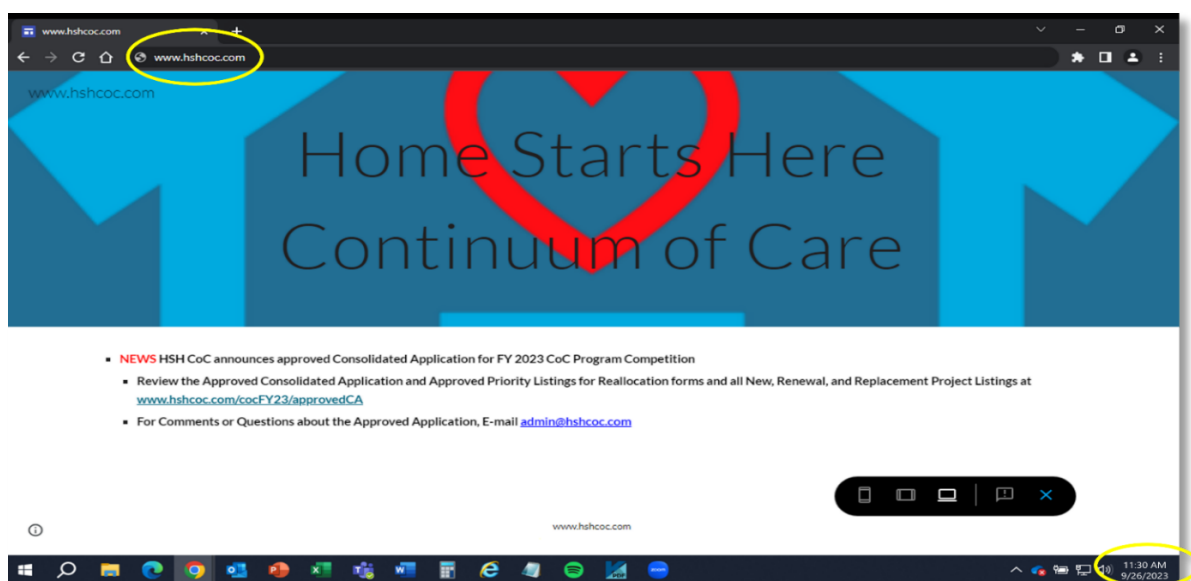 www.hshcoc.com
www.hshcoc.com
www.hshcoc.com
Home Starts Here
Continuum of Care
NEWS HSH CoC announces approved Consolidated Application for FY 2023 CoC Program Competition
Review the Approved Consolidated Application and Approved Priority Listings for Reallocation forms and all New, Renewal, and Replacement Project Listings at
www.hshcoc.com/cocFY23/approvedCA
For Comments or Questions about the Approved Application, E-mail admin@hshcoc.com
www.hshcoc.com
11:30 AM
9/26/2023